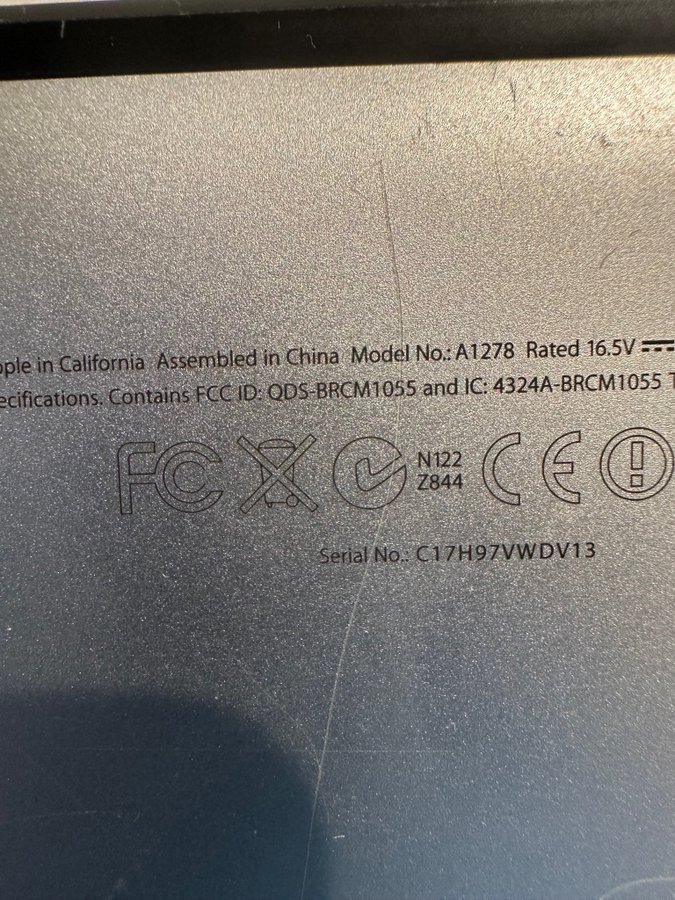 pple in California Assembled in China Model No.: A1278 Rated 16.5V
ecifications. Contains FCC ID: QDS-BRCM1055 and IC: 4324A-BRCM1055 T
FC N122 CE
Z844
Serial No.: C17H97VWDV13